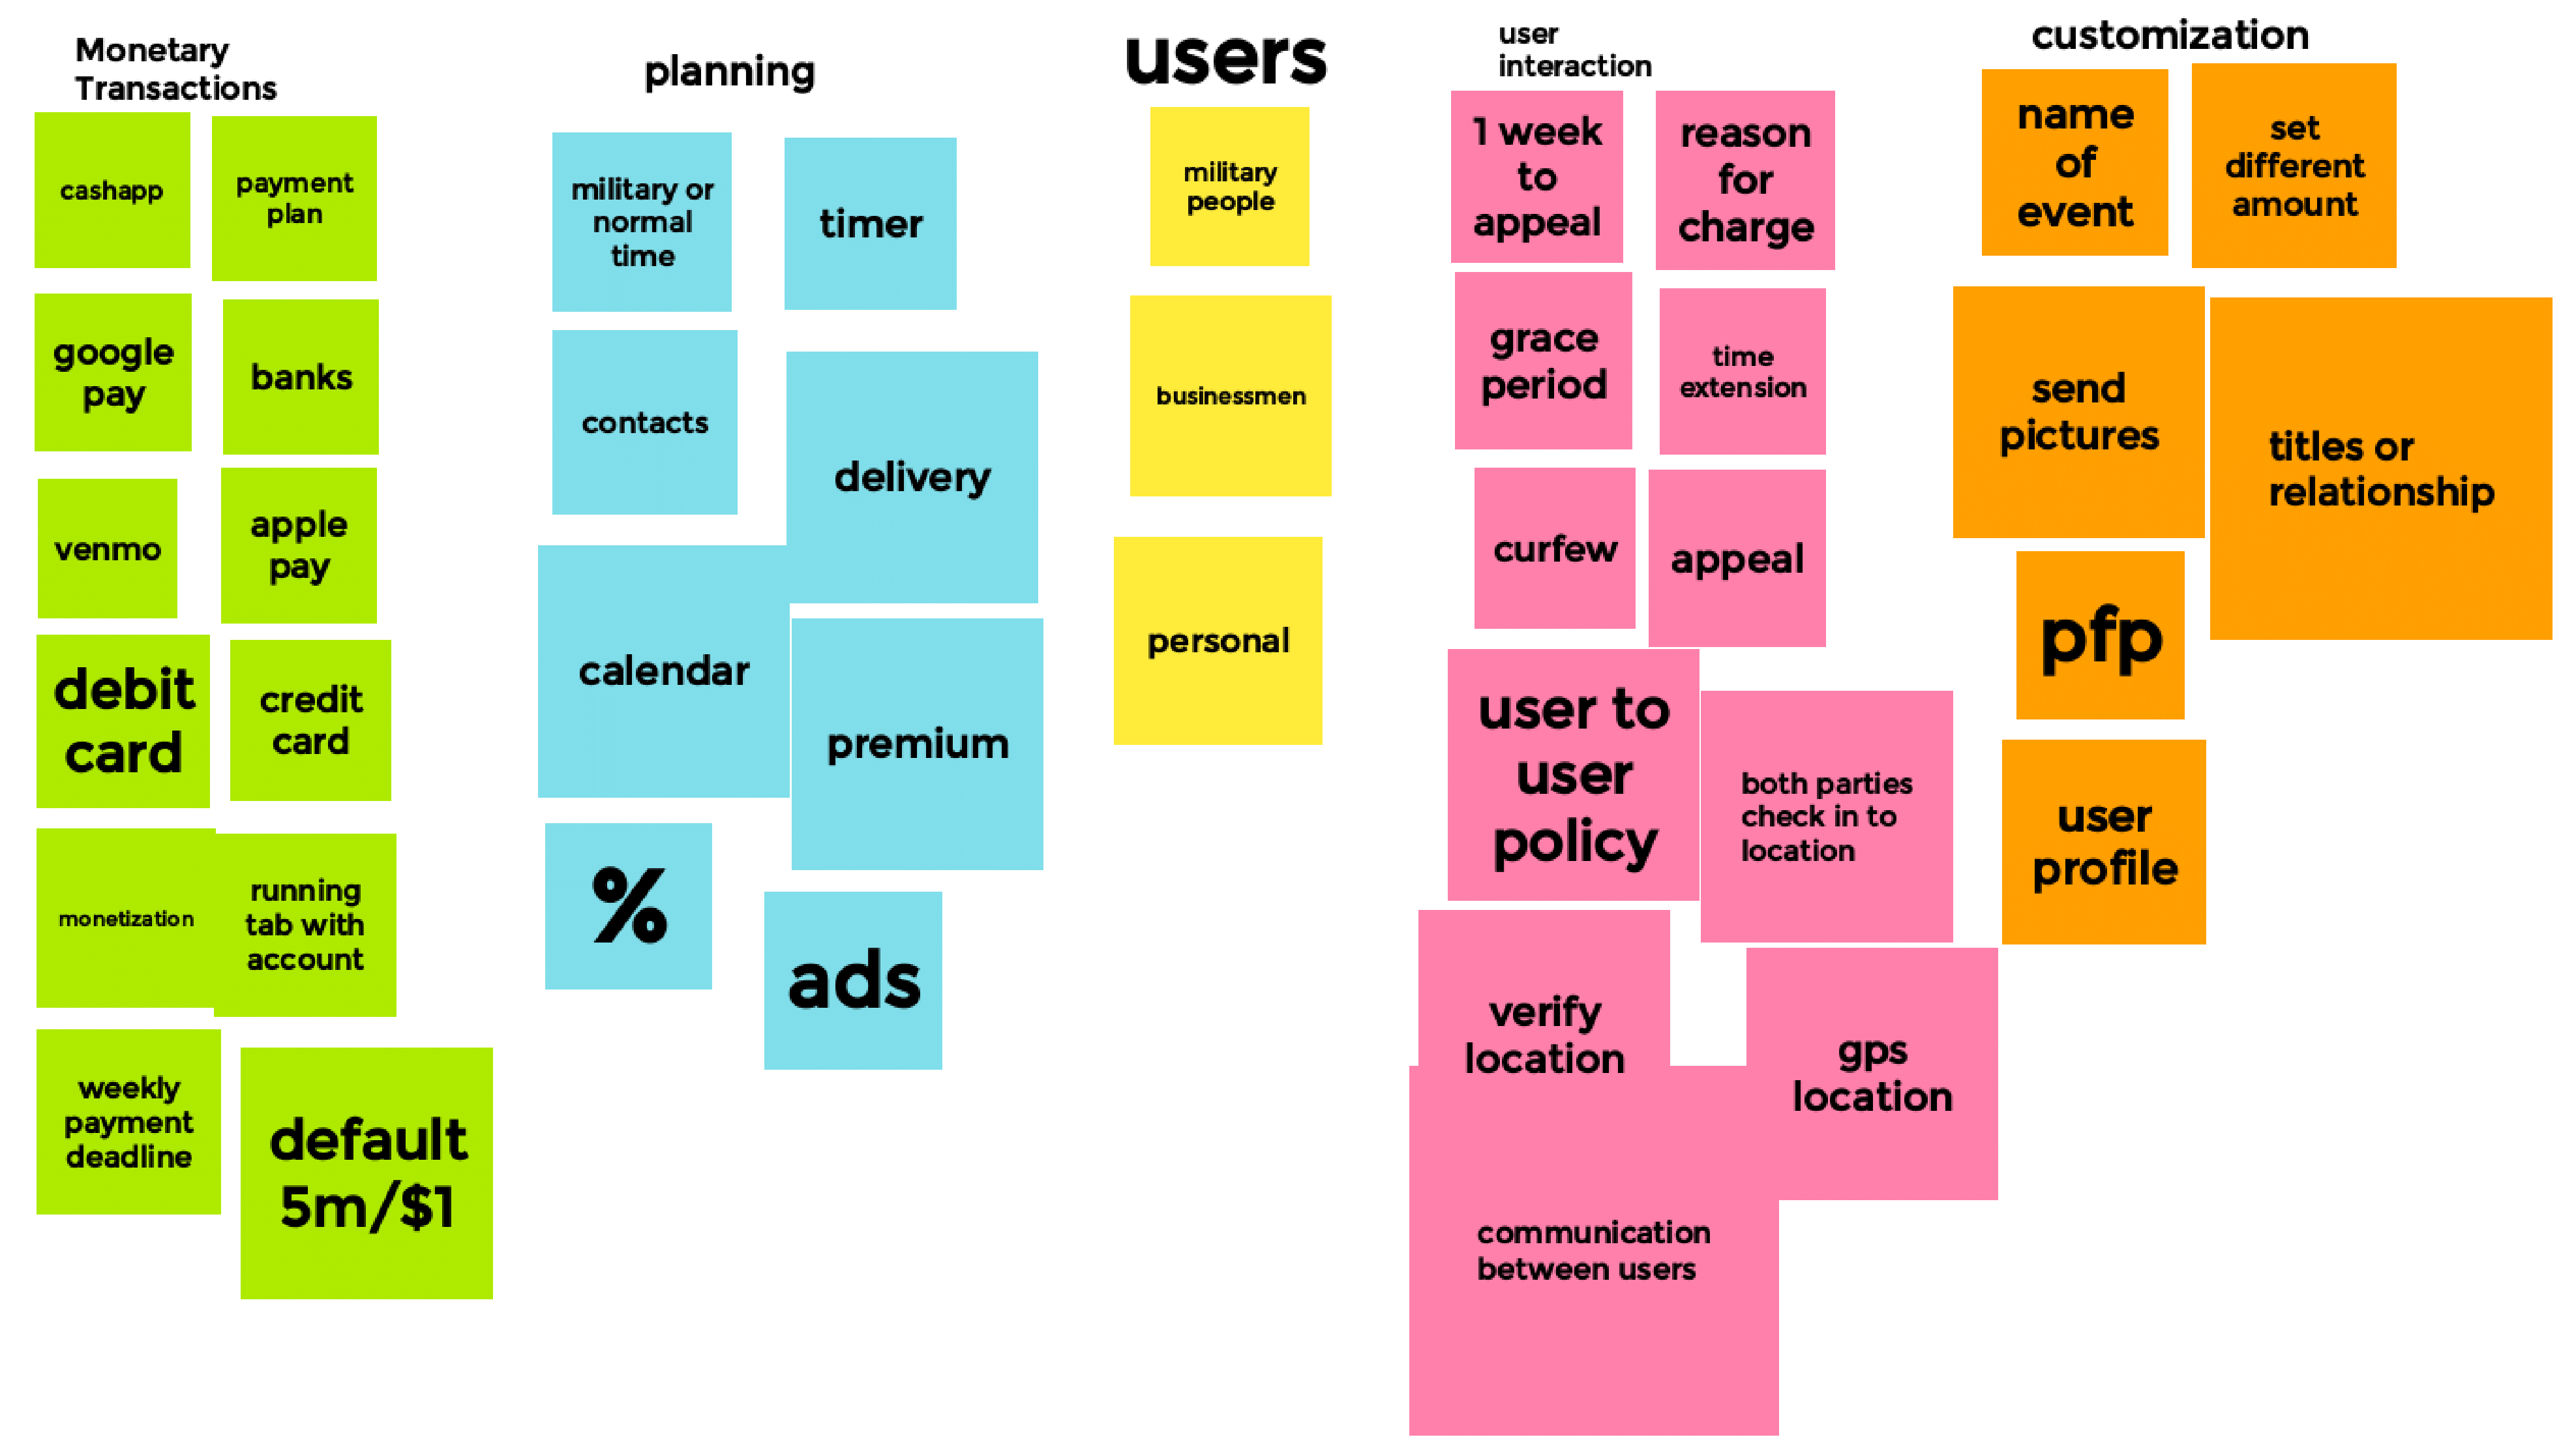 Monetary
Transactions
cashapp
payment
plan
google
pay
banks
venmo
apple
pay
debit
card
credit
card
monetization
running
tab with
account
weekly
payment
deadline
default
5m/$1
planning
military or
normal
time
timer
contacts
delivery
calendar
premium
%
ads
users
military
people
businessmen
personal
user
interaction
1 week
to
appeal
reason
for
charge
grace
period
time
extension
curfew
appeal
user to
user
policy
both parties
check in to
location
verify
location
gps
location
communication
between users
customization
name
of
event
set
different
amount
send
pictures
titles or
relationship
pfp
user
profile